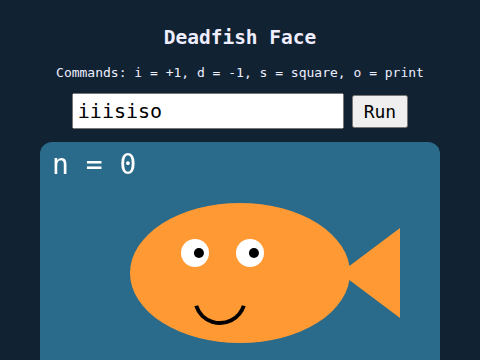 Deadfish Face
Commands: i = +1, d = -1, s = square, o = print
iiisiso
Run
n = 0